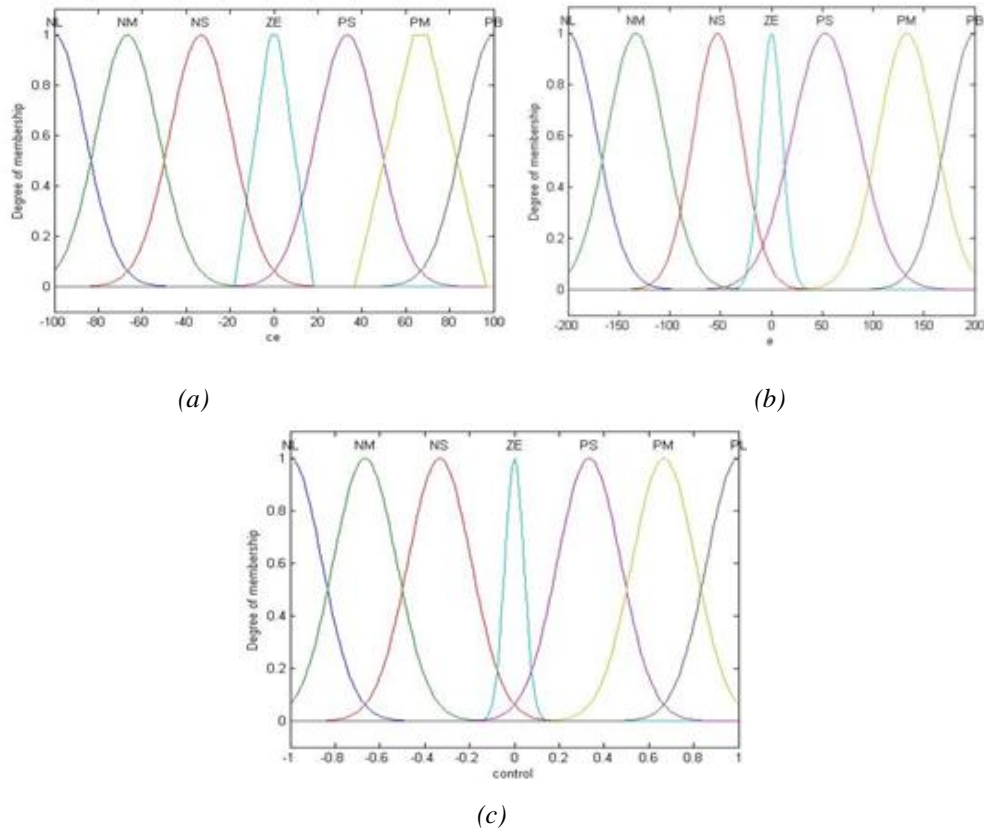 NL NM NS ZE PS PM PB
1
0.8
0.6
0.4
0.2
0
Degree of membership
-100 -80 -60 -40 -20 0 20 40 60 80 100
ce
(a)
NL NM NS ZE PS PM PB
1
0.8
0.6
0.4
0.2
0
Degree of membership
-200 -150 -100 -50 0 50 100 150 200
e
(b)
NL NM NS ZE PS PM PL
1
0.8
0.6
0.4
0.2
0
Degree of membership
-1 -0.8 -0.6 -0.4 -0.2 0 0.2 0.4 0.6 0.8 1
control
(c)